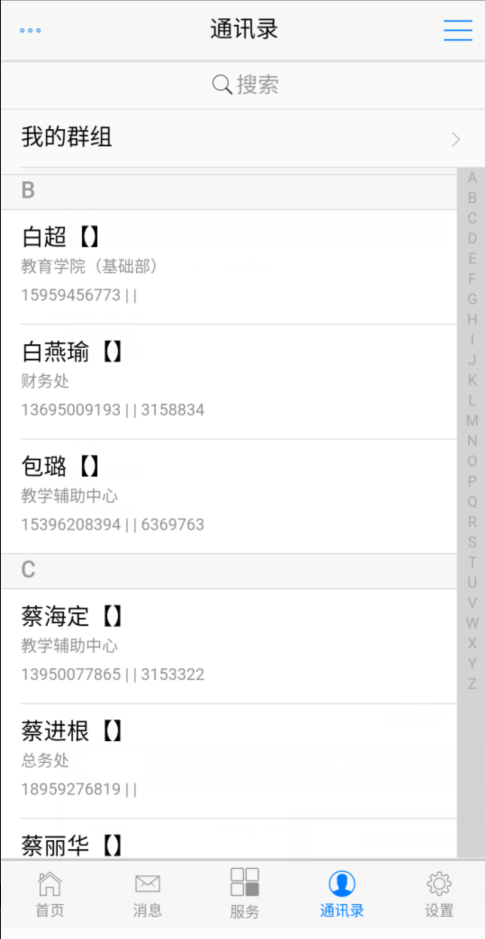 通讯录
搜索
我的群组
B
白超【】
教育学院（基础部）
15959456773 | |
白燕瑜【】
财务处
13695009193 | | 3158834
包璐【】
教学辅助中心
15396208394 | | 6369763
C
蔡海定【】
教学辅助中心
13950077865 | | 3153322
蔡进根【】
总务处
18959276819 | |
蔡丽华【】
A
B
C
D
E
F
G
H
I
J
K
L
M
N
O
P
Q
R
S
T
U
V
W
X
Y
Z
首页
消息
服务
通讯录
设置